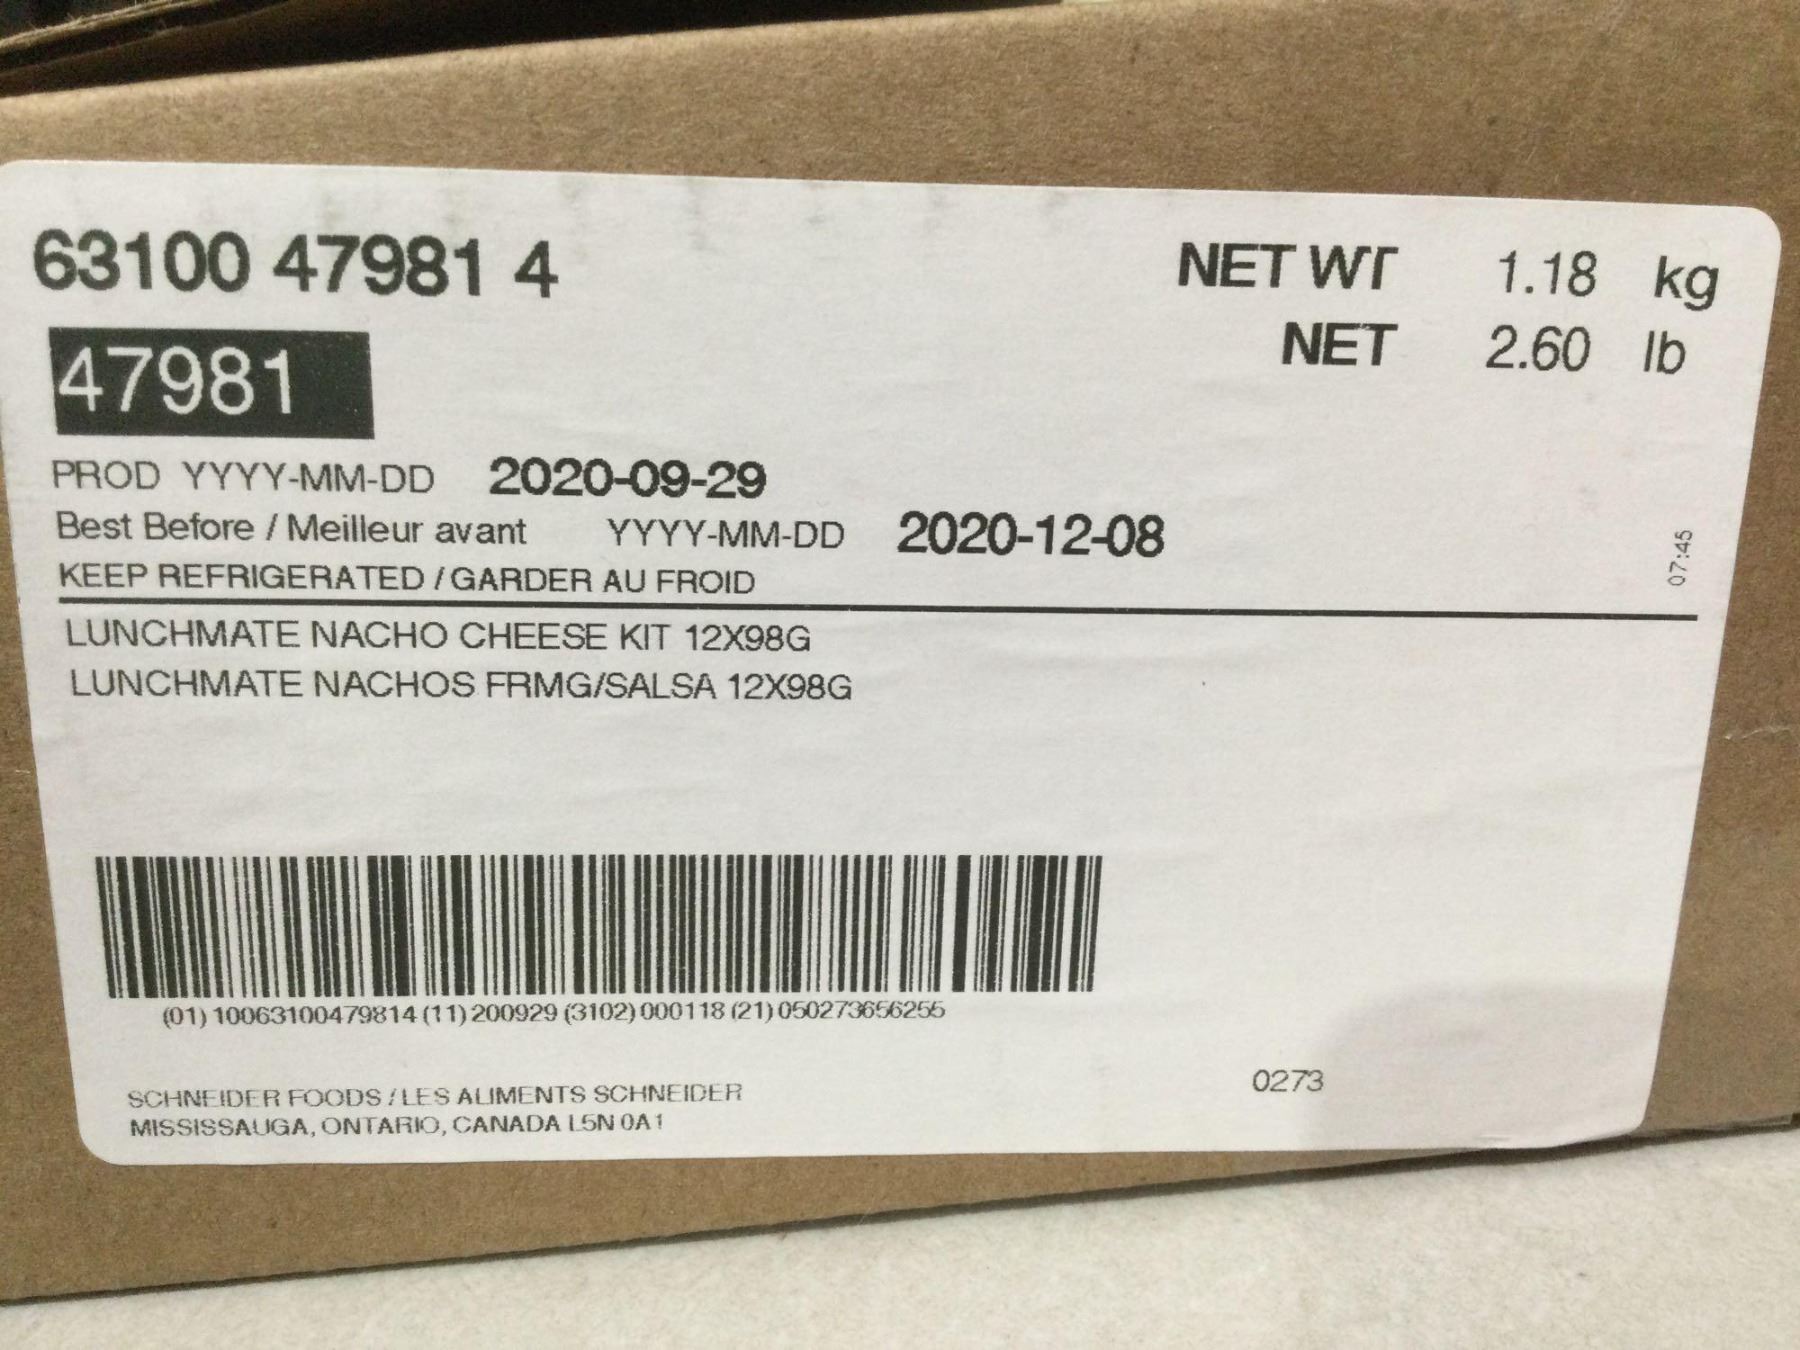 63100 47981 4
NET WT 1.18 kg
47981
NET 2.60 lb
PROD YYYY-MM-DD 2020-09-29
Best Before / Meilleur avant YYYY-MM-DD 2020-12-08
KEEP REFRIGERATED / GARDER AU FROID
07:45
LUNCHMATE NACHO CHEESE KIT 12X98G
LUNCHMATE NACHOS FRMG/SALSA 12X98G
(01) 10063100479814 (11) 200929 (3102) 000118 (21) 050273656255
SCHNEIDER FOODS / LES ALIMENTS SCHNEIDER
MISSISSAUGA, ONTARIO, CANADA L5N 0A1
0273